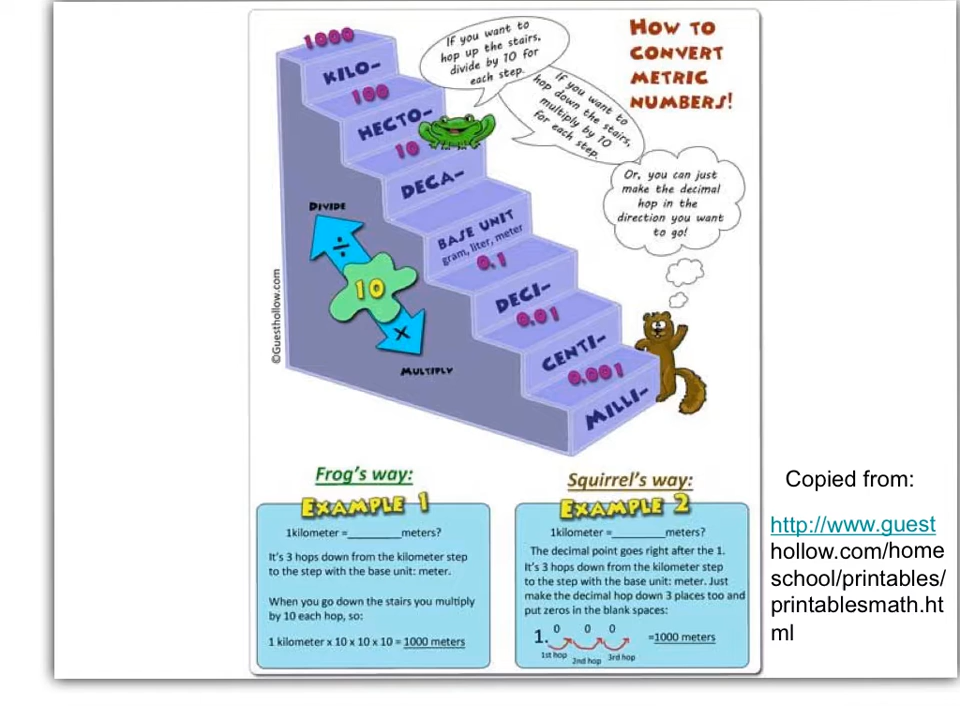 HOW TO
CONVERT
METRIC
NUMBERS!
If you want to
hop up the stairs,
divide by 10 for
each step.
If you want to
hop down the stairs,
multiply by 10
for each step.
Or, you can just
make the decimal
hop in the
direction you want
to go!
1000
KILO-
100
HECTO-
10
DECA-
BASE UNIT
gram, liter, meter
0.1
DECI-
0.01
CENTI-
0.001
MILLI-
DIVIDE
÷
10
x
MULTIPLY
©Guesthollow.com
Frog's way:
EXAMPLE 1
1kilometer =________meters?
It's 3 hops down from the kilometer step
to the step with the base unit: meter.
When you go down the stairs you multiply
by 10 each hop, so:
1 kilometer x 10 x 10 x 10 = 1000 meters
Squirrel's way:
EXAMPLE 2
1kilometer =________meters?
The decimal point goes right after the 1.
It's 3 hops down from the kilometer step
to the step with the base unit: meter. Just
make the decimal hop down 3 places too and
put zeros in the blank spaces:
0 0 0
1. =1000 meters
1st hop 2nd hop 3rd hop
Copied from:
http://www.guest
hollow.com/home
school/printables/
printablesmath.ht
ml